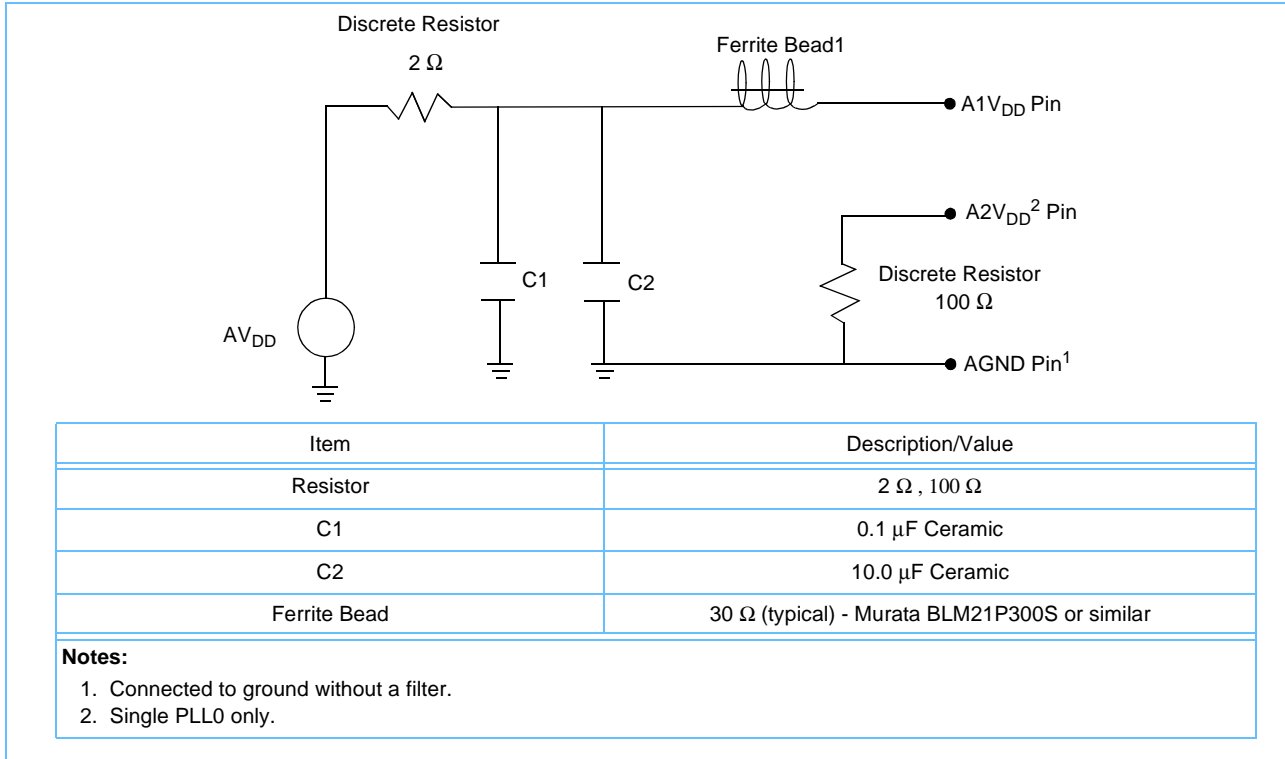 Discrete Resistor
2 Ω
Ferrite Bead1
A1VDD Pin
A2VDD2 Pin
C1
C2
Discrete Resistor
100 Ω
AVDD
AGND Pin1
Item Description/Value
Resistor 2 Ω , 100 Ω
C1 0.1 μF Ceramic
C2 10.0 μF Ceramic
Ferrite Bead 30 Ω (typical) - Murata BLM21P300S or similar
Notes:
1. Connected to ground without a filter.
2. Single PLL0 only.